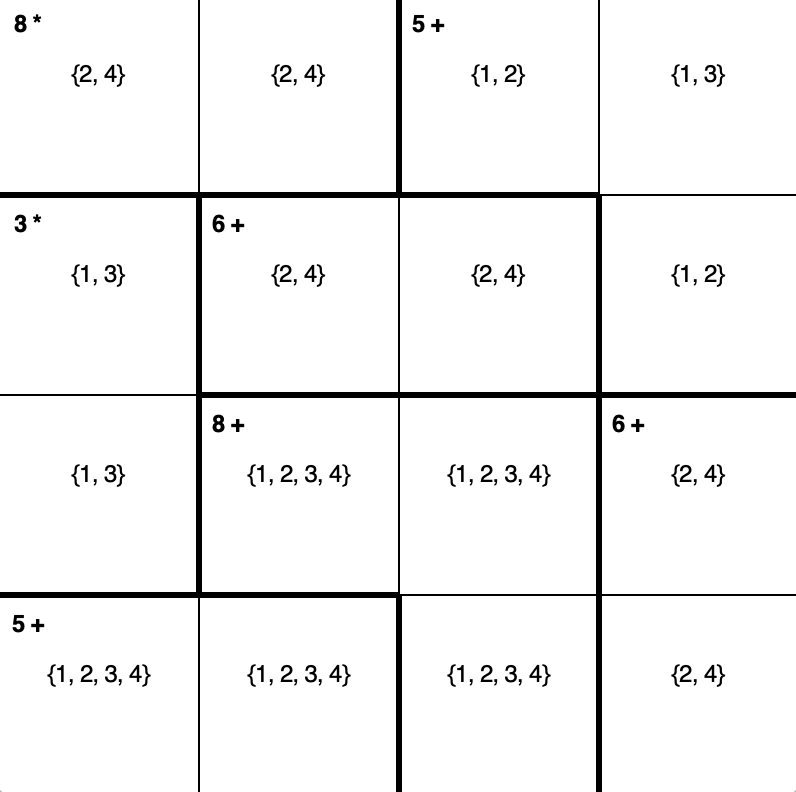 8 * 5 +
{2, 4} {2, 4} {1, 2} {1, 3}
3 * 6 +
{1, 3} {2, 4} {2, 4} {1, 2}
8 + 6 +
{1, 3} {1, 2, 3, 4} {1, 2, 3, 4} {2, 4}
5 +
{1, 2, 3, 4} {1, 2, 3, 4} {1, 2, 3, 4} {2, 4}